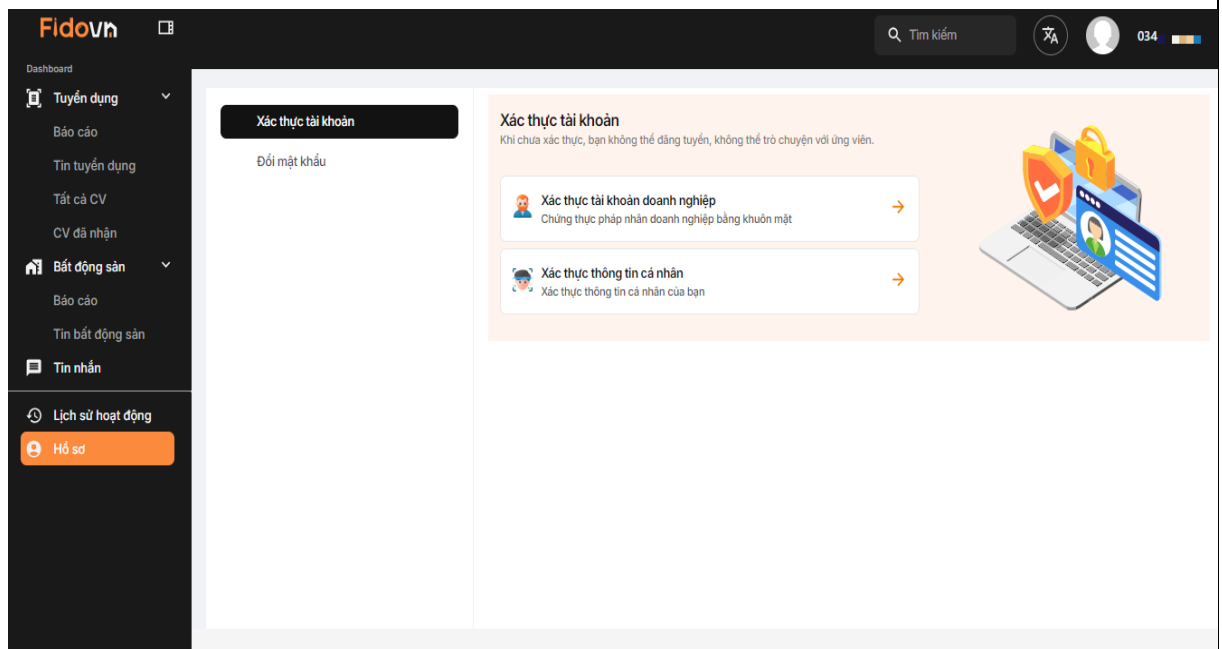 Fidovn
Tìm kiếm
034
Dashboard
Tuyển dụng
Báo cáo
Tin tuyển dụng
Tất cả CV
CV đã nhận
Bất động sản
Báo cáo
Tin bất động sản
Tin nhắn
Lịch sử hoạt động
Hồ sơ
Xác thực tài khoản
Đổi mật khẩu
Xác thực tài khoản
Khi chưa xác thực, bạn không thể đăng tuyển, không thể trò chuyện với ứng viên.
Xác thực tài khoản doanh nghiệp
Chứng thực pháp nhân doanh nghiệp bằng khuôn mặt
Xác thực thông tin cá nhân
Xác thực thông tin cá nhân của bạn